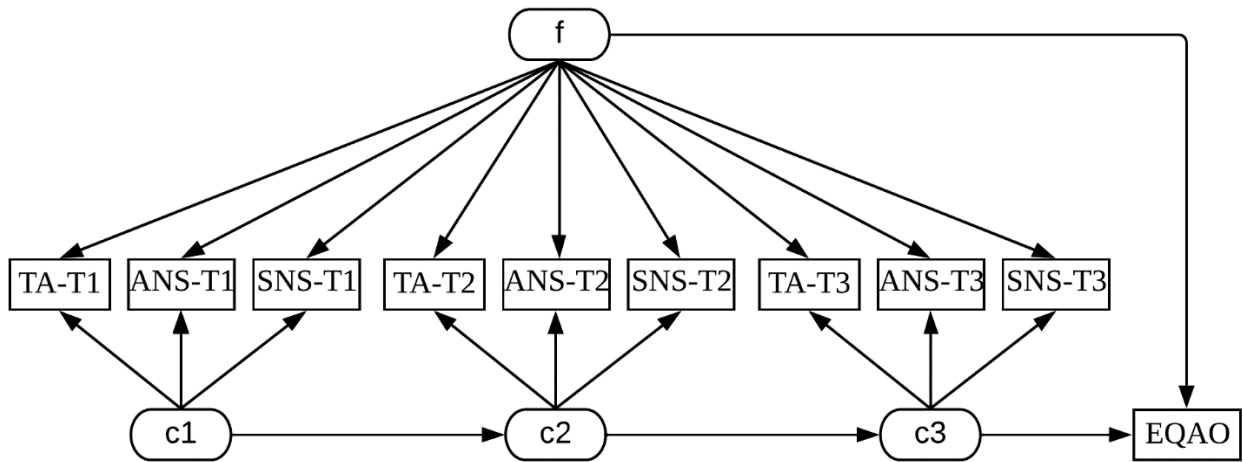 f
TA-T1 ANS-T1 SNS-T1 TA-T2 ANS-T2 SNS-T2 TA-T3 ANS-T3 SNS-T3
c1 c2 c3 EQAO